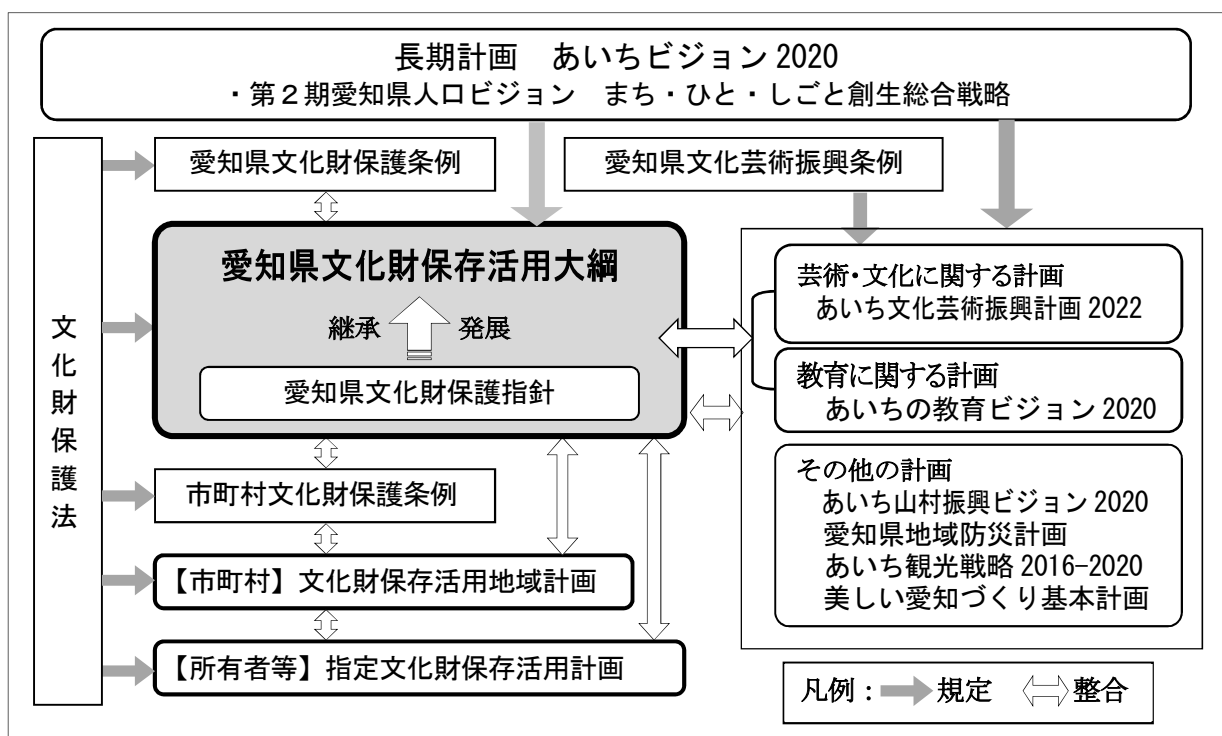 長期計画　あいちビジョン 2020
・第２期愛知県人口ビジョン　まち・ひと・しごと創生総合戦略
文化財保護法
愛知県文化財保護条例
愛知県文化芸術振興条例
愛知県文化財保存活用大綱
継承　発展
愛知県文化財保護指針
市町村文化財保護条例
【市町村】文化財保存活用地域計画
【所有者等】指定文化財保存活用計画
芸術・文化に関する計画
あいち文化芸術振興計画 2022
教育に関する計画
あいちの教育ビジョン 2020
その他の計画
あいち山村振興ビジョン 2020
愛知県地域防災計画
あいち観光戦略 2016-2020
美しい愛知づくり基本計画
凡例：　規定　整合